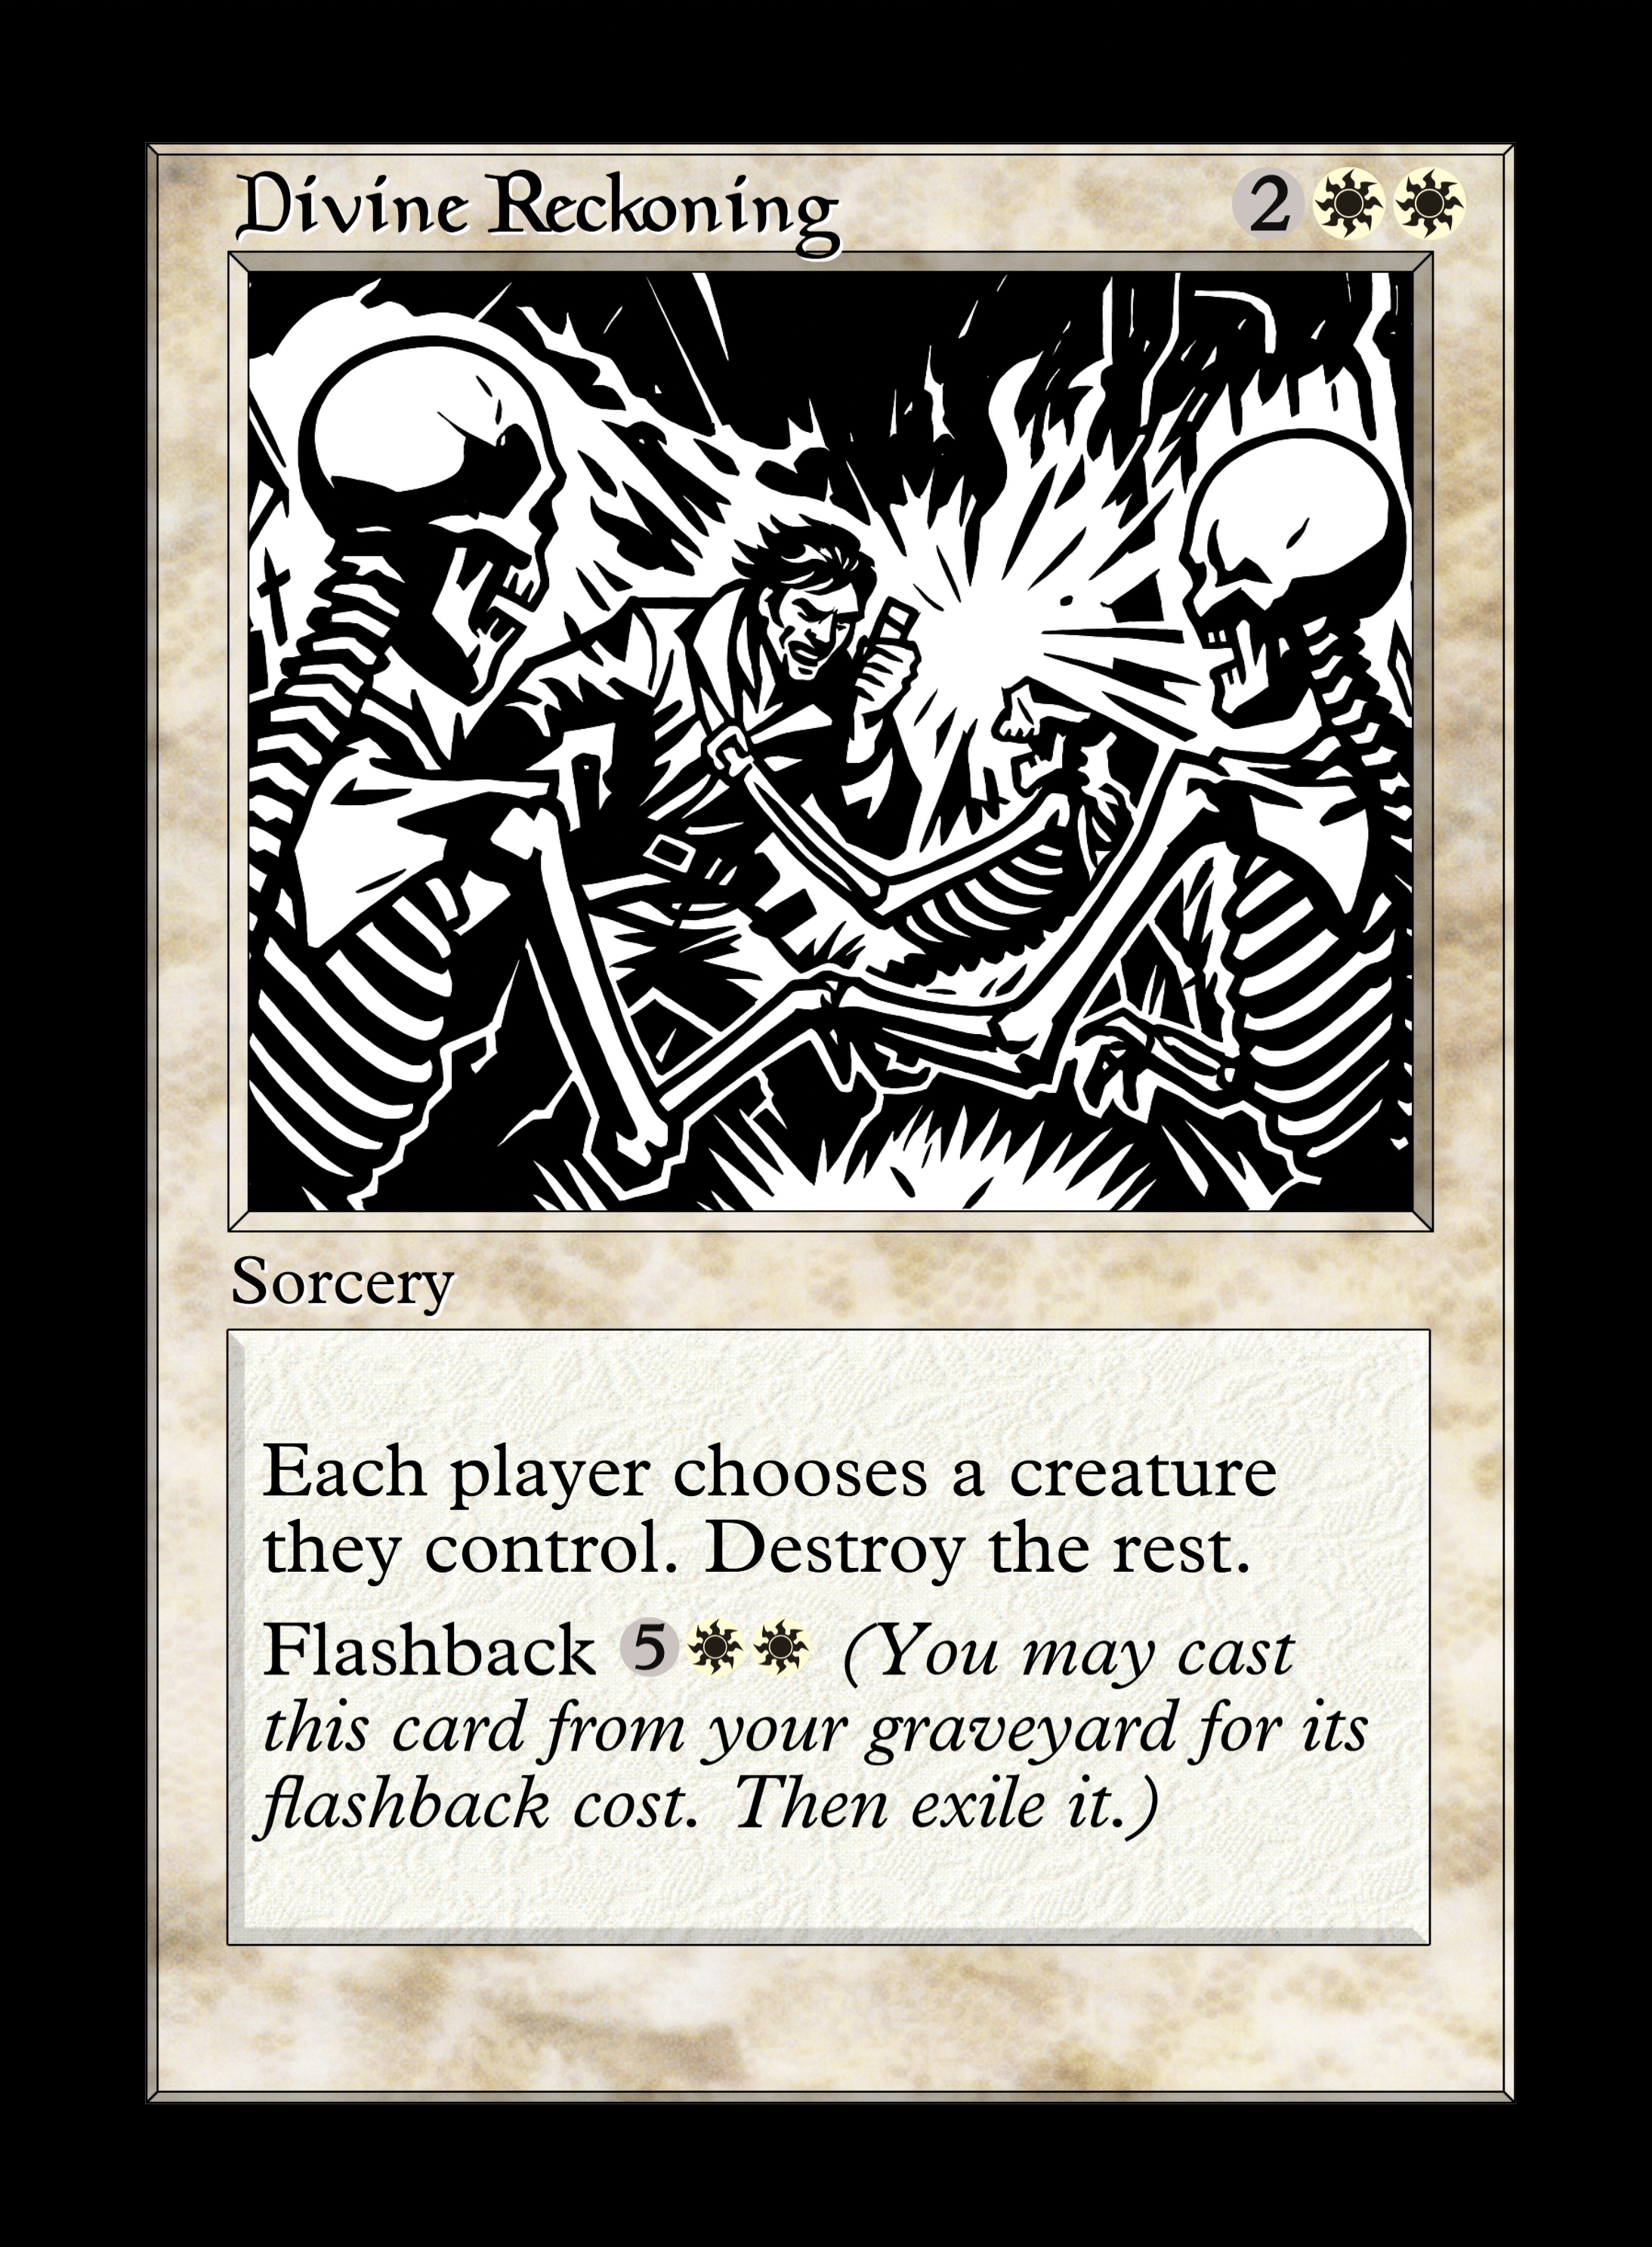 Divine Reckoning 2
Sorcery
Each player chooses a creature
they control. Destroy the rest.
Flashback 5 (You may cast
this card from your graveyard for its
flashback cost. Then exile it.)